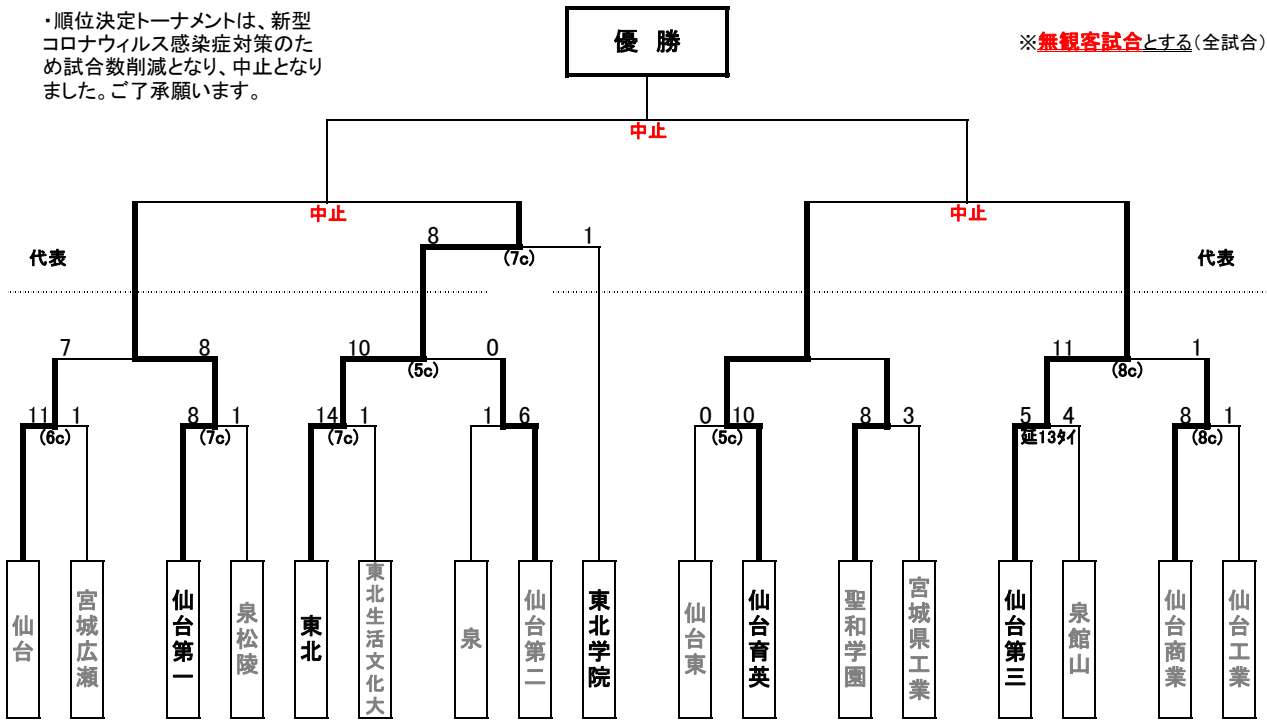 ・順位決定トーナメントは、新型
コロナウィルス感染症対策のた
め試合数削減となり、中止となり
ました。ご了承願います。
優 勝
※無観客試合とする(全試合)
中止
中止
中止
8 1
(7c)
代表
代表
7 8 10 0 11 1
(5c) (8c)
11 1 8 1 14 1 1 6 0 10 8 3 5 4 8 1
(6c) (7c) (7c) (5c) 延13タイ (8c)
仙台
宮城広瀬
仙台第一
泉松陵
東北
東北生活文化大
泉
仙台第二
東北学院
仙台東
仙台育英
聖和学園
宮城県工業
仙台第三
泉館山
仙台商業
仙台工業